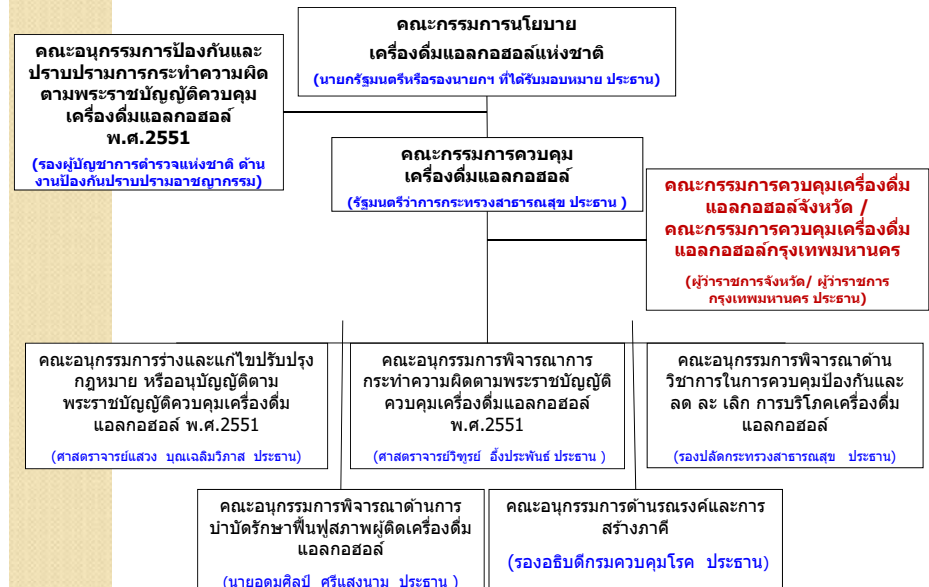 คณะกรรมการนโยบาย
เครื่องดื่มแอลกอฮอล์แห่งชาติ
(นายกรัฐมนตรีหรือรองนายกฯ ที่ได้รับมอบหมาย ประธาน)
คณะอนุกรรมการป้องกันและ
ปราบปรามการกระทำความผิด
ตามพระราชบัญญัติควบคุม
เครื่องดื่มแอลกอฮอล์
พ.ศ.2551
(รองผู้บัญชาการตำรวจแห่งชาติ ด้าน
งานป้องกันปราบปรามอาชญากรรม)
คณะกรรมการควบคุม
เครื่องดื่มแอลกอฮอล์
(รัฐมนตรีว่าการกระทรวงสาธารณสุข ประธาน )
คณะกรรมการควบคุมเครื่องดื่ม
แอลกอฮอล์จังหวัด /
คณะกรรมการควบคุมเครื่องดื่ม
แอลกอฮอล์กรุงเทพมหานคร
(ผู้ว่าราชการจังหวัด/ ผู้ว่าราชการ
กรุงเทพมหานคร ประธาน)
คณะอนุกรรมการร่างและแก้ไขปรับปรุง
กฎหมาย หรืออนุบัญญัติตาม
พระราชบัญญัติควบคุมเครื่องดื่ม
แอลกอฮอล์ พ.ศ.2551
(ศาสตราจารย์แสวง บุณเฉลิมวิภาส ประธาน)
คณะอนุกรรมการพิจารณาการ
กระทำความผิดตามพระราชบัญญัติ
ควบคุมเครื่องดื่มแอลกอฮอล์
พ.ศ.2551
(ศาสตราจารย์วิฑูรย์ อึ้งประพันธ์ ประธาน )
คณะอนุกรรมการพิจารณาด้าน
วิชาการในการควบคุมป้องกันและ
ลด ละ เลิก การบริโภคเครื่องดื่ม
แอลกอฮอล์
(รองปลัดกระทรวงสาธารณสุข ประธาน)
คณะอนุกรรมการพิจารณาด้านการ
บำบัดรักษาฟื้นฟูสภาพผู้ติดเครื่องดื่ม
แอลกอฮอล์
(นายอุดมศิลป์ ศรีแสงนาม ประธาน )
คณะอนุกรรมการด้านรณรงค์และการ
สร้างภาคี
(รองอธิบดีกรมควบคุมโรค ประธาน)